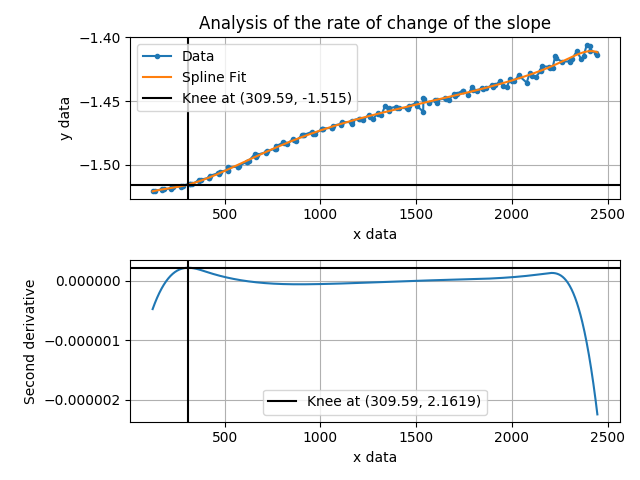 Analysis of the rate of change of the slope
−1.40
−1.45
−1.50
y data
Data
Spline Fit
Knee at (309.59, -1.515)
500
1000
1500
2000
2500
x data
0.000000
−0.000001
−0.000002
Second derivative
Knee at (309.59, 2.1619)
500
1000
1500
2000
2500
x data